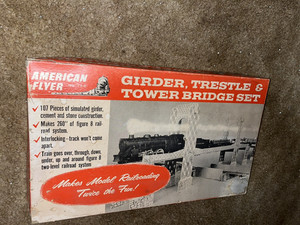 AMERICAN
FLYER
GIRDER, TRESTLE &
TOWER BRIDGE SET
✓ 187 Pieces of simulated girder,
cement and stone construction.
✓ Makes 260" of figure 8 rail-
road system.
✓ Interlocking - track won't come
apart.
✓ Train goes over, through, down,
under, up and around figure 8
two-level railroad system
Makes Model Railroading
Twice the Fun!